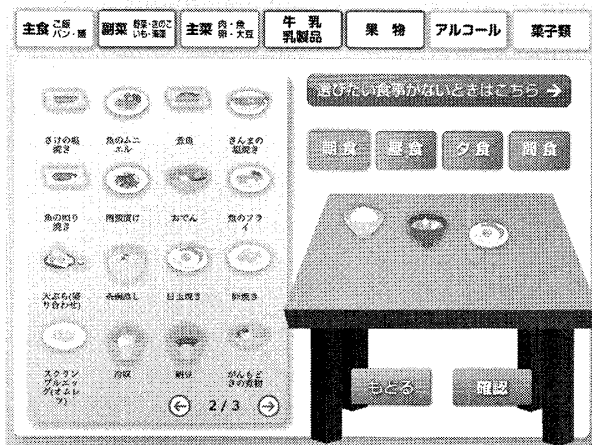 主食 ご飯 パン・麺
副菜 野菜・きのこ いも・海藻
主菜 肉・魚 卵・大豆
牛乳 乳製品
果物
アルコール
菓子類
選びたい食事がないときはこちら →
朝食 昼食 夕食 間食
さけの塩焼き
魚のムニエル
煮魚
さんまの塩焼き
魚の照り焼き
南蛮漬け
おでん
魚のフライ
天ぷら(盛り合わせ)
茶碗蒸し
目玉焼き
卵焼き
スクランブルエッグ(オムレツ)
冷奴
納豆
がんもどきの煮物
← 2/3 →
もどる
確認